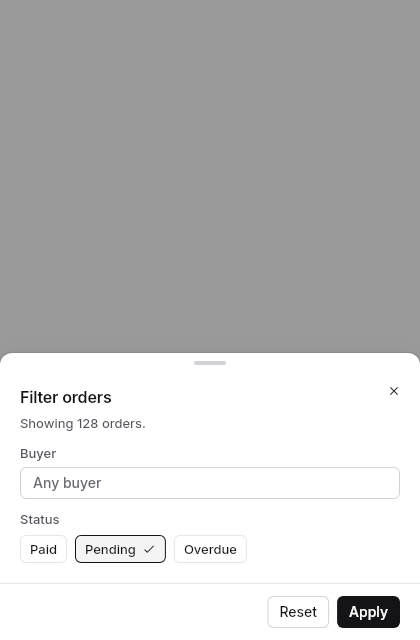 Filter orders
Showing 128 orders.
Buyer
Any buyer
Status
Paid Pending Overdue
Reset Apply